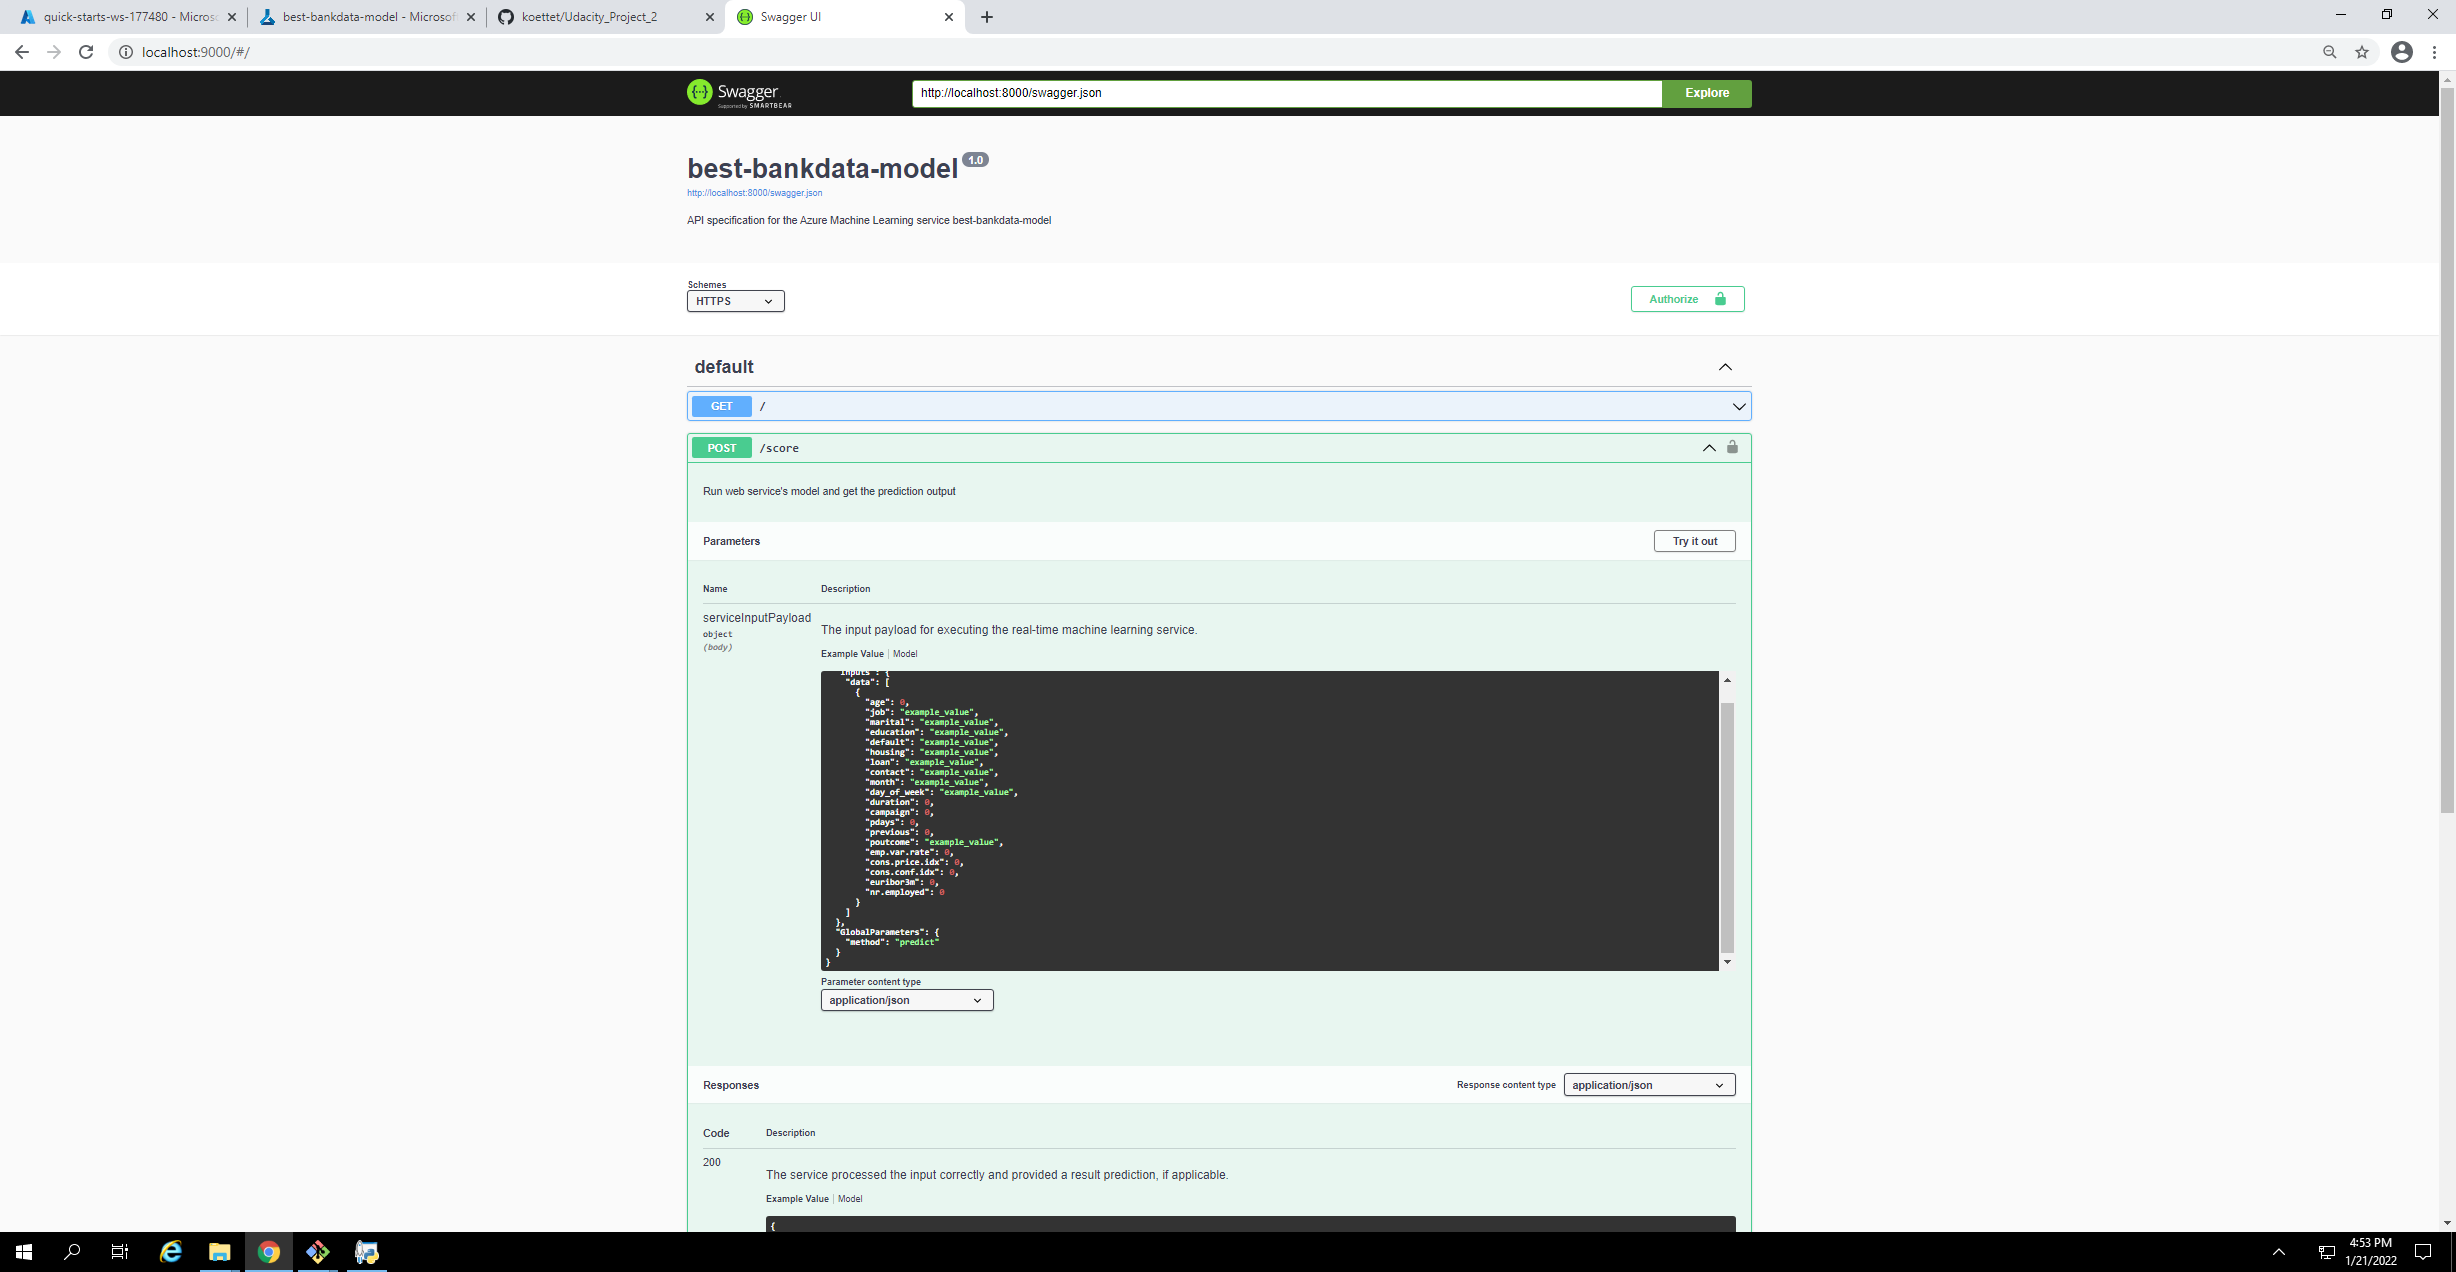 quick-starts-ws-177480 - Micros
best-bankdata-model - Microsoft
koettet/Udacity_Project_2
Swagger UI
localhost:9000/#/
Swagger
Supported by SMARTBEAR
http://localhost:8000/swagger.json
Explore
best-bankdata-model 1.0
http://localhost:8000/swagger.json
API specification for the Azure Machine Learning service best-bankdata-model
Schemes
HTTPS
Authorize
default
GET /
POST /score
Run web service's model and get the prediction output
Parameters
Try it out
Name Description
serviceInputPayload
object
(body)
The input payload for executing the real-time machine learning service.
Example Value | Model
"Inputs": {
"data": [
{
"age": 0,
"job": "example_value",
"marital": "example_value",
"education": "example_value",
"default": "example_value",
"housing": "example_value",
"loan": "example_value",
"contact": "example_value",
"month": "example_value",
"day_of_week": "example_value",
"duration": 0,
"campaign": 0,
"pdays": 0,
"previous": 0,
"poutcome": "example_value",
"emp.var.rate": 0,
"cons.price.idx": 0,
"cons.conf.idx": 0,
"euribor3m": 0,
"nr.employed": 0
}
]
},
"GlobalParameters": {
"method": "predict"
}
}
Parameter content type
application/json
Responses
Response content type
application/json
Code Description
200
The service processed the input correctly and provided a result prediction, if applicable.
Example Value | Model
{
4:53 PM
1/21/2022